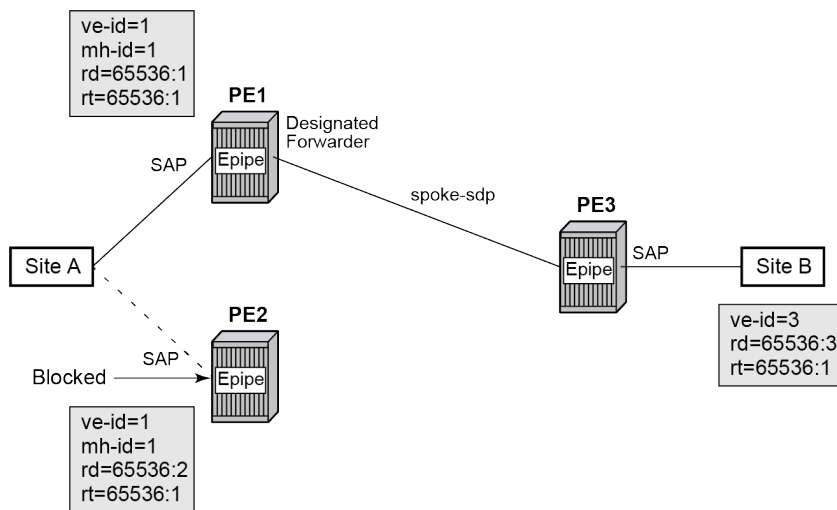 ve-id=1
mh-id=1
rd=65536:1
rt=65536:1
PE1
Designated
Forwarder
Epipe
SAP
spoke-sdp
PE3
Epipe
SAP
Site A
Site B
PE2
SAP
Epipe
Blocked
ve-id=3
rd=65536:3
rt=65536:1
ve-id=1
mh-id=1
rd=65536:2
rt=65536:1